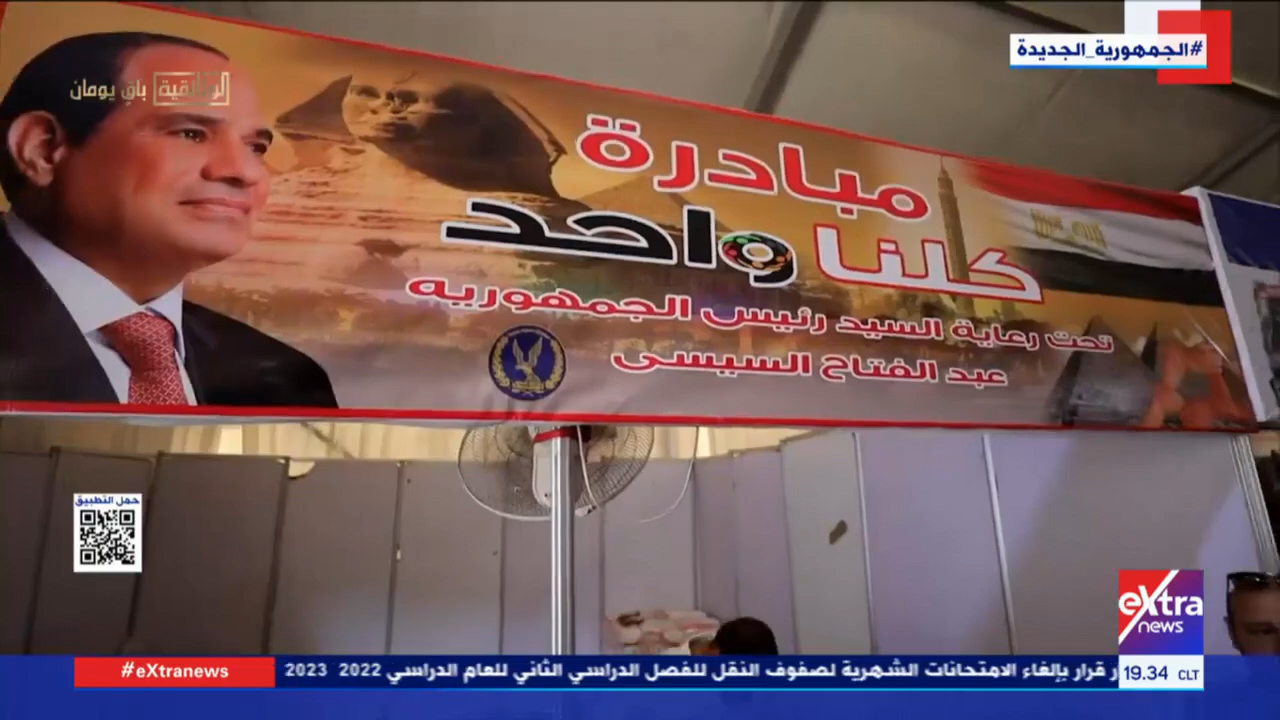 #الجمهورية_الجديدة
الوثائقية باقِ يومان
مبادرة
كلنا واحد
تحت رعاية السيد رئيس الجمهوريه
عبد الفتاح السيسى
حمل التطبيق
eXtra
news
#eXtranews
قرار بإلغاء الامتحانات الشهرية لصفوف النقل للفصل الدراسي الثاني للعام الدراسي 2022 2023
19.34 CLT